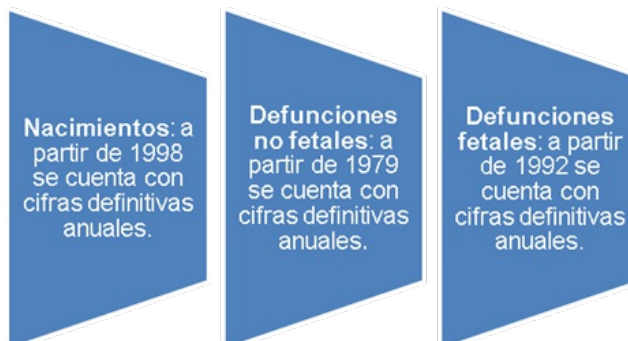 Nacimientos: a
partir de 1998
se cuenta con
cifras definitivas
anuales.
Defunciones
no fetales: a
partir de 1979
se cuenta con
cifras definitivas
anuales.
Defunciones
fetales: a partir
de 1992 se
cuenta con
cifras definitivas
anuales.